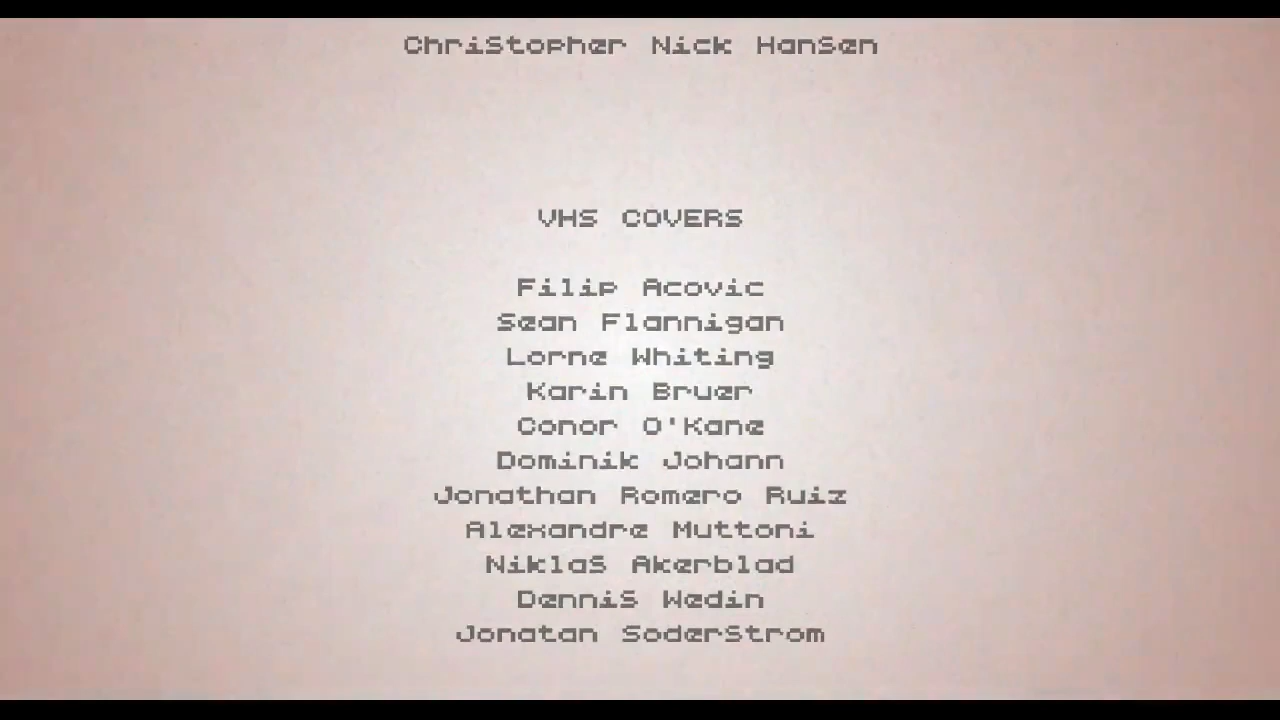 ChriStopher Nick HanSen
VHS COVERS
Filip Acovic
Sean Flannigan
Lorne Whiting
Karin Bruer
Conor O'Kane
Dominik Johann
Jonathan Romero Ruiz
Alexandre Muttoni
NiklaS Akerblad
DenniS Wedin
Jonatan SoderStrom